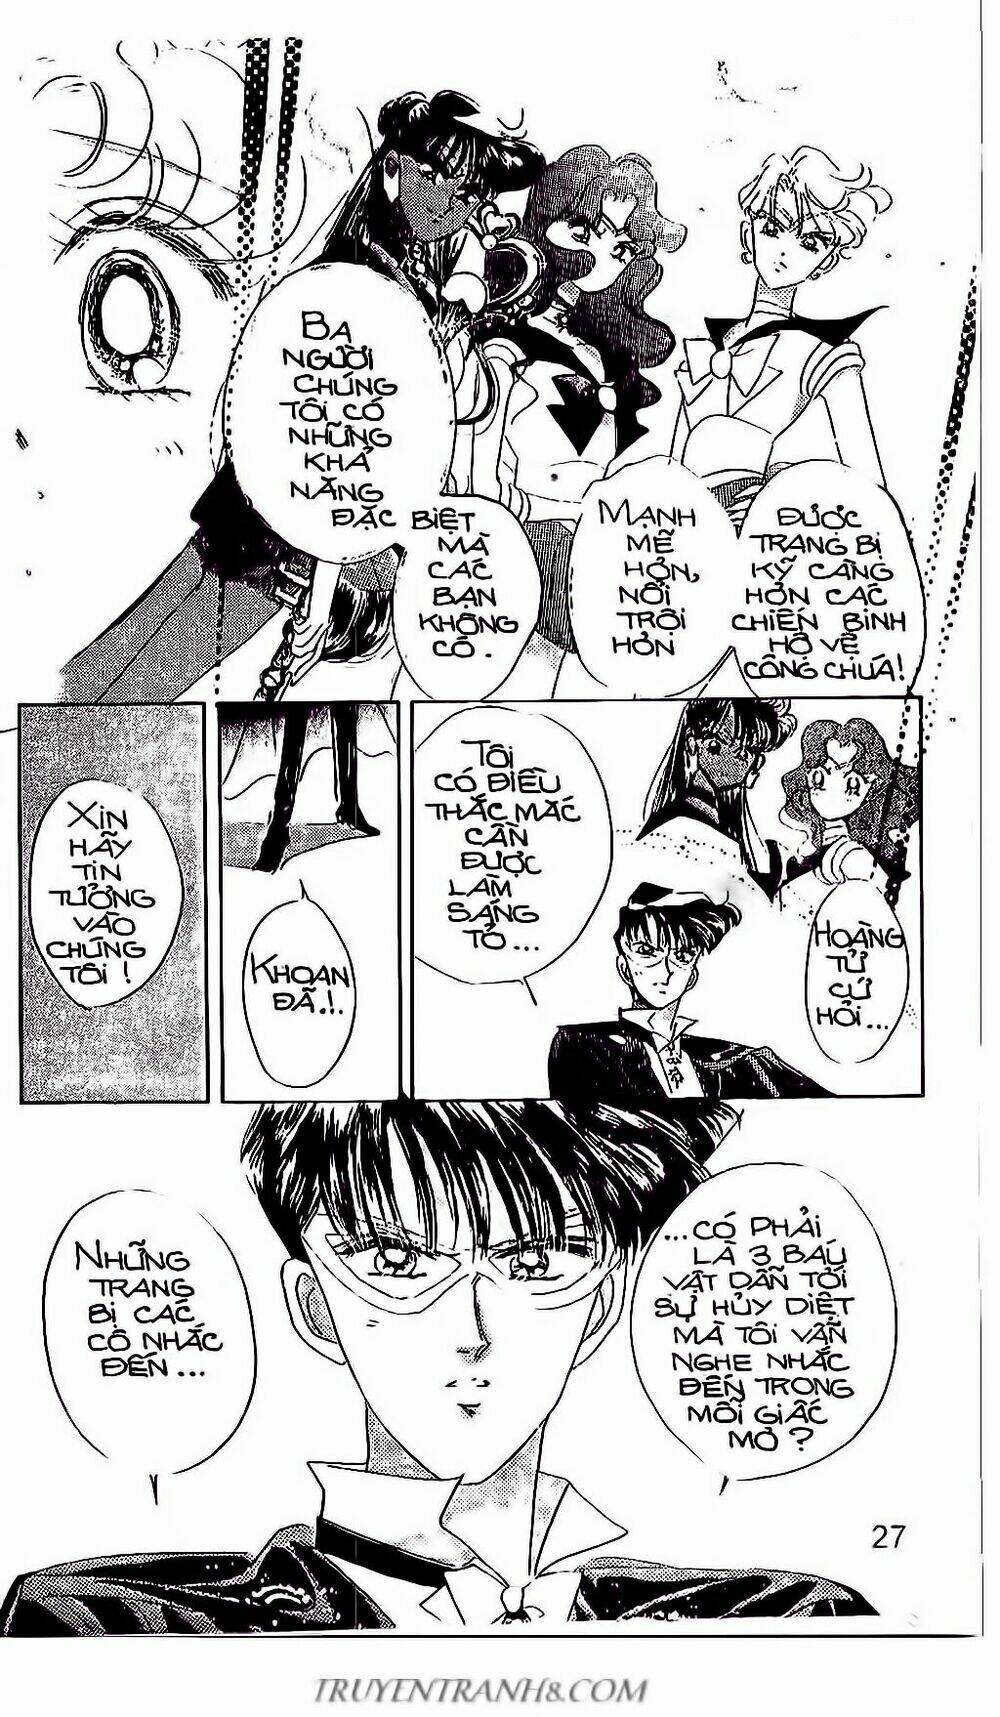 BA
NGƯỜI
CHÚNG
TÔI CÓ
NHỮNG
KHẢ
NĂNG
ĐẶC BIỆT
MÀ
CÁC
BẠN
KHÔNG
CÓ.
MẠNH
MẼ
HƠN,
NỔI
TRỘI
HƠN
ĐƯỢC
TRANG BỊ
KỸ CÀNG
HƠN CÁC
CHIẾN BINH
HỘ VỆ
CÔNG CHÚA!
XIN
HÃY
TIN
TƯỞNG
VÀO
CHÚNG
TÔI!
KHOAN
ĐÃ.!.
TÔI
CÓ ĐIỀU
THẮC MẮC
CẦN
ĐƯỢC
LÀM
SÁNG
TỎ...
HOÀNG
TỬ
CỨ
HỎI...
NHỮNG
TRANG
BỊ CÁC
CÔ NHẮC
ĐẾN...
...CÓ PHẢI
LÀ 3 BÁU
VẬT DẪN TỚI
SỰ HỦY DIỆT
MÀ TÔI VẪN
NGHE NHẮC
ĐẾN TRONG
MỖI GIẤC
MƠ?
27
TRUYENTRANH8.COM